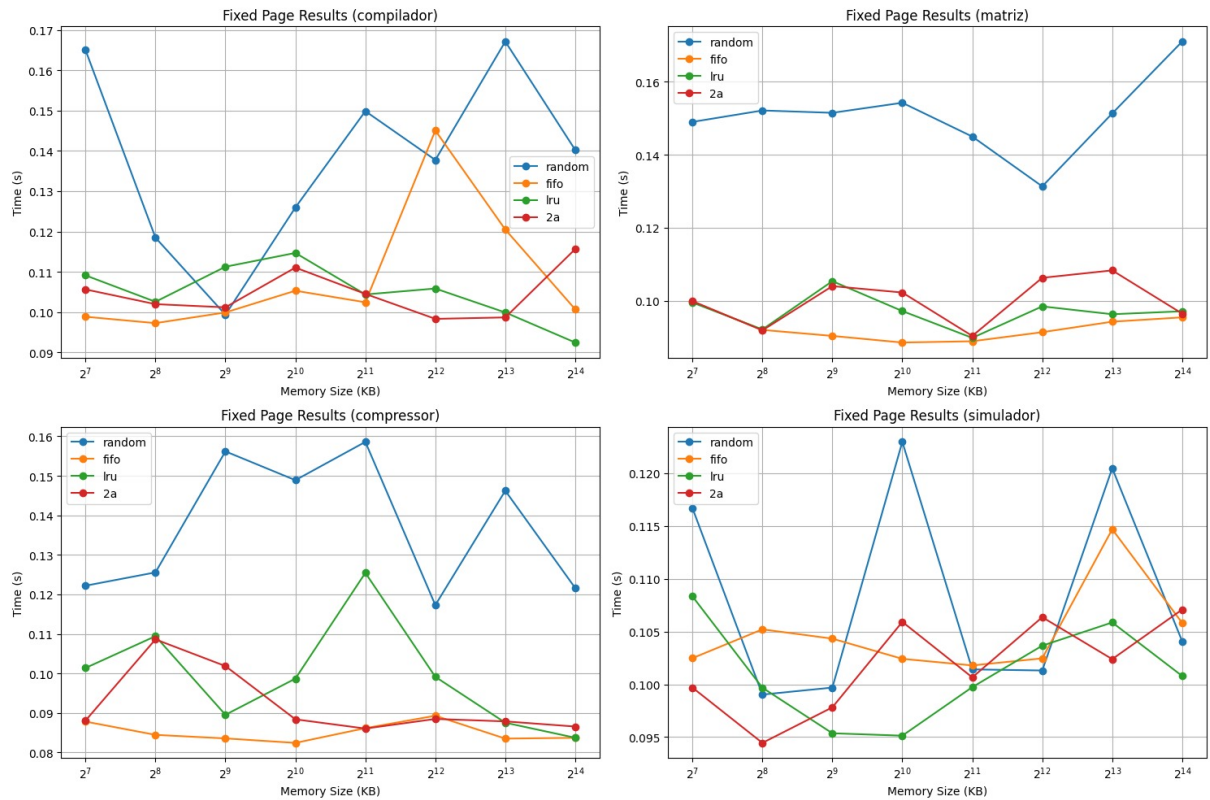 Fixed Page Results (compilador)
Time (s)
0.17
0.16
0.15
0.14
0.13
0.12
0.11
0.10
0.09
random
fifo
lru
2a
2^7 2^8 2^9 2^10 2^11 2^12 2^13 2^14
Memory Size (KB)
Fixed Page Results (matriz)
Time (s)
0.16
0.14
0.12
0.10
random
fifo
lru
2a
2^7 2^8 2^9 2^10 2^11 2^12 2^13 2^14
Memory Size (KB)
Fixed Page Results (compressor)
Time (s)
0.16
0.15
0.14
0.13
0.12
0.11
0.10
0.09
0.08
random
fifo
lru
2a
2^7 2^8 2^9 2^10 2^11 2^12 2^13 2^14
Memory Size (KB)
Fixed Page Results (simulador)
Time (s)
0.120
0.115
0.110
0.105
0.100
0.095
random
fifo
lru
2a
2^7 2^8 2^9 2^10 2^11 2^12 2^13 2^14
Memory Size (KB)